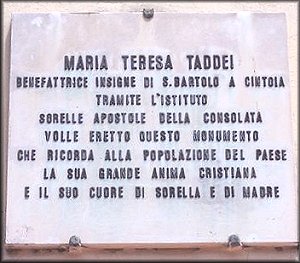 MARIA TERESA TADDEI
BENEFATTRICE INSIGNE DI S. BARTOLO A CINTOIA
TRAMITE L'ISTITUTO
SORELLE APOSTOLE DELLA CONSOLATA
VOLLE ERETTO QUESTO MONUMENTO
CHE RICORDA ALLA POPOLAZIONE DEL PAESE
LA SUA GRANDE ANIMA CRISTIANA
E IL SUO CUORE DI SORELLA E DI MADRE